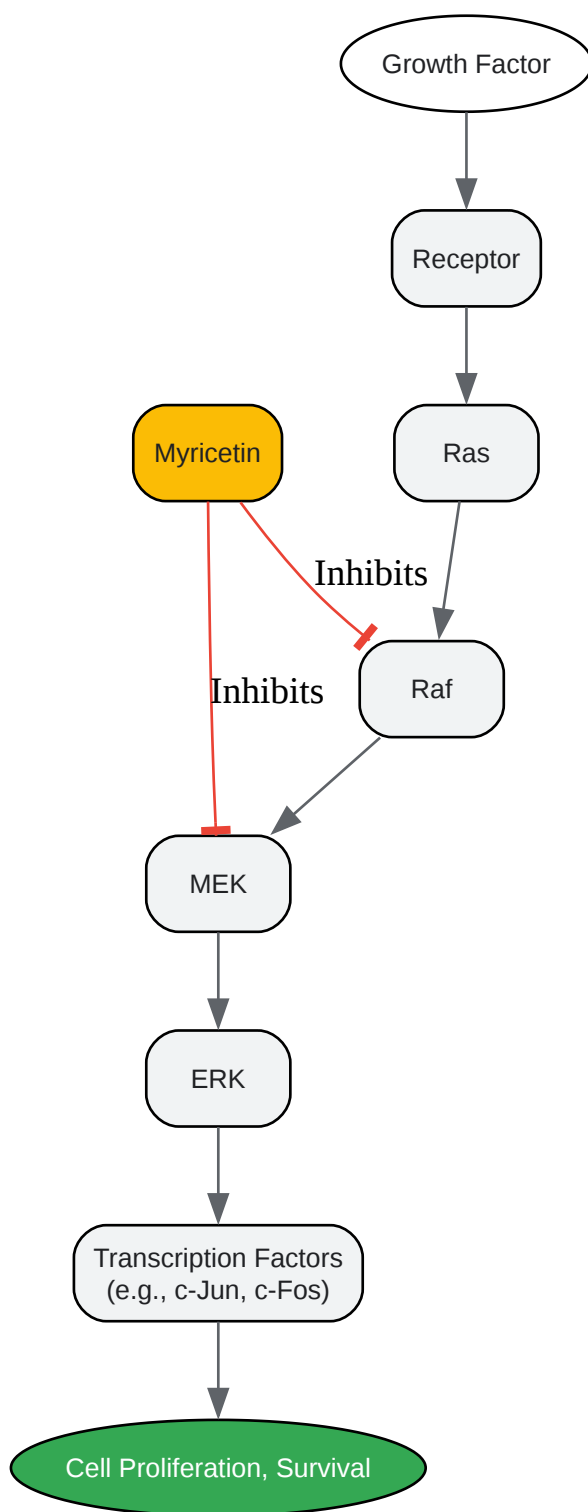 Growth Factor
Receptor
Myricetin
Ras
Inhibits
Raf
Inhibits
MEK
ERK
Transcription Factors
(e.g., c-Jun, c-Fos)
Cell Proliferation, Survival